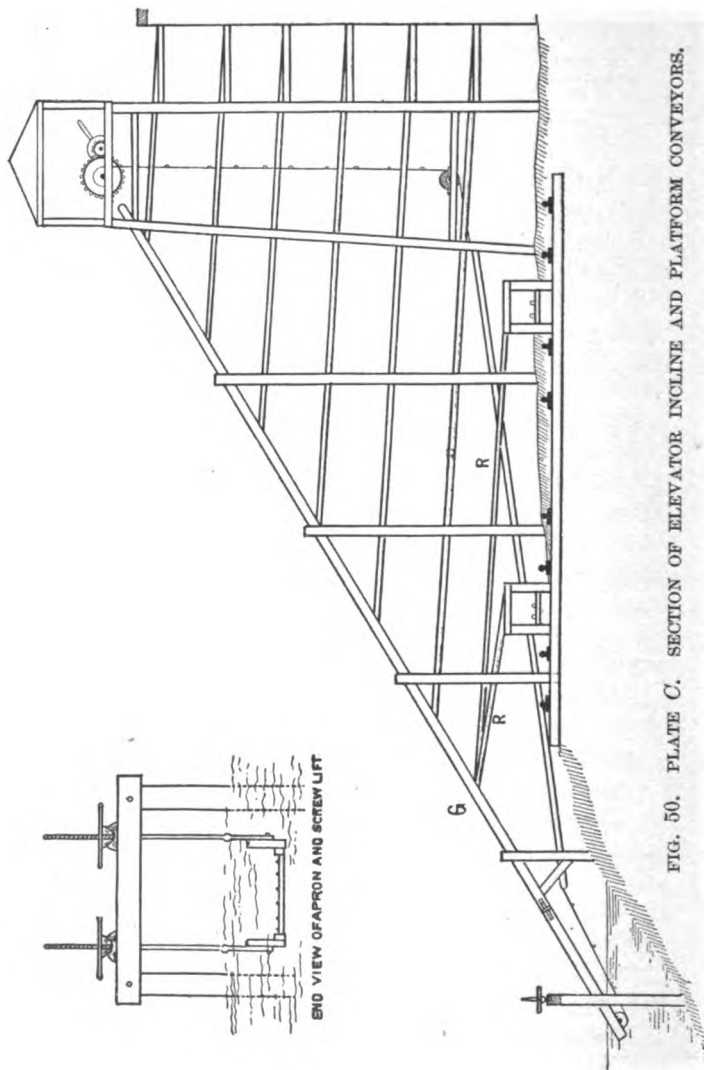 END VIEW OF APRON AND SCREW LIFT
G
R
R
FIG. 50. PLATE C. SECTION OF ELEVATOR INCLINE AND PLATFORM CONVEYORS.